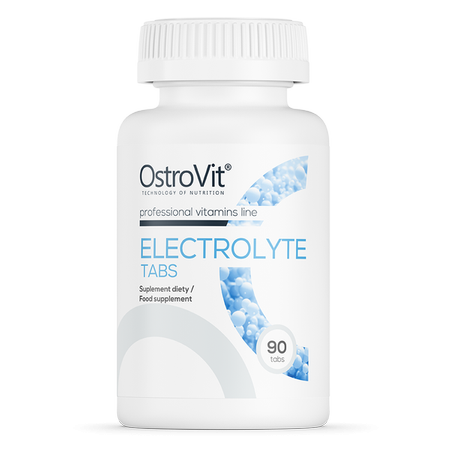 OstroVit®
TECHNOLOGY OF NUTRITION
professional vitamins line
ELECTROLYTE
TABS
Suplement diety /
Food supplement
90
tabs